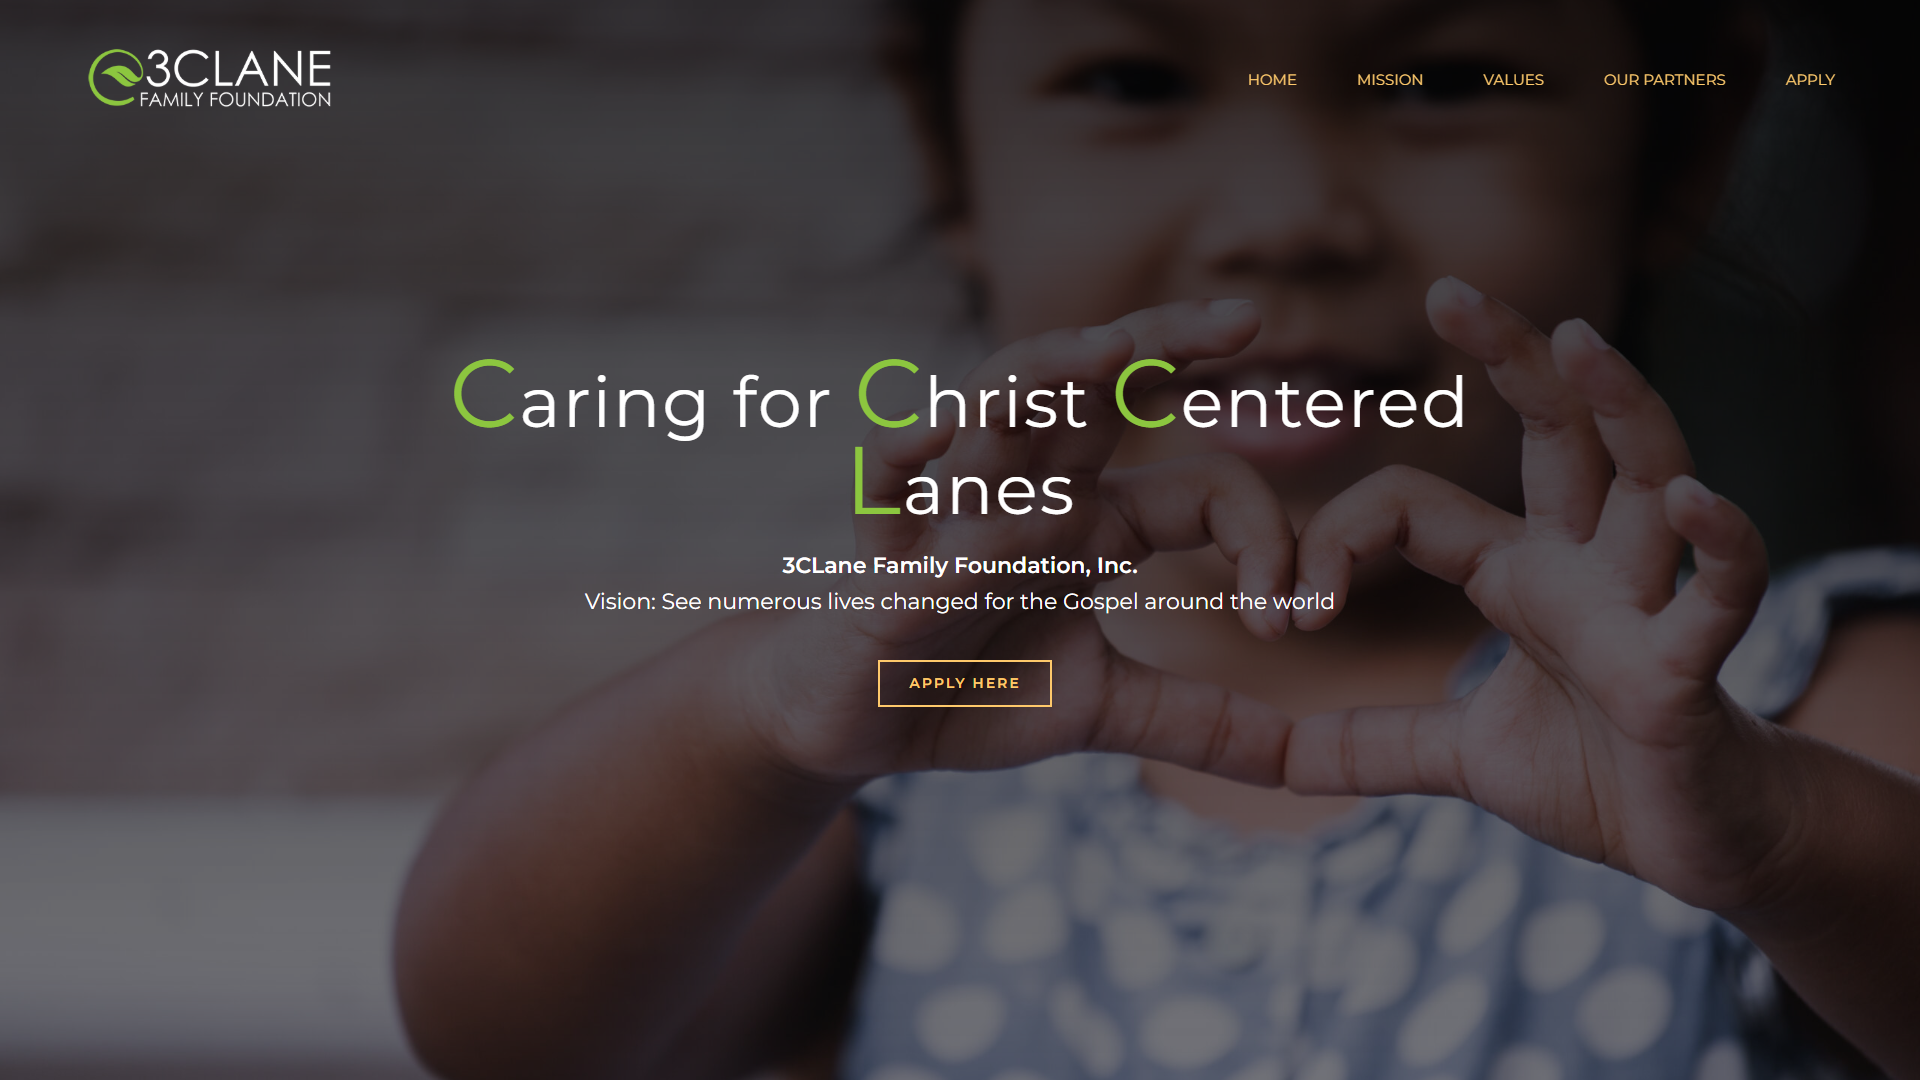 3CLANE
FAMILY FOUNDATION
HOME MISSION VALUES OUR PARTNERS APPLY
Caring for Christ Centered
Lanes
3CLane Family Foundation, Inc.
Vision: See numerous lives changed for the Gospel around the world
APPLY HERE